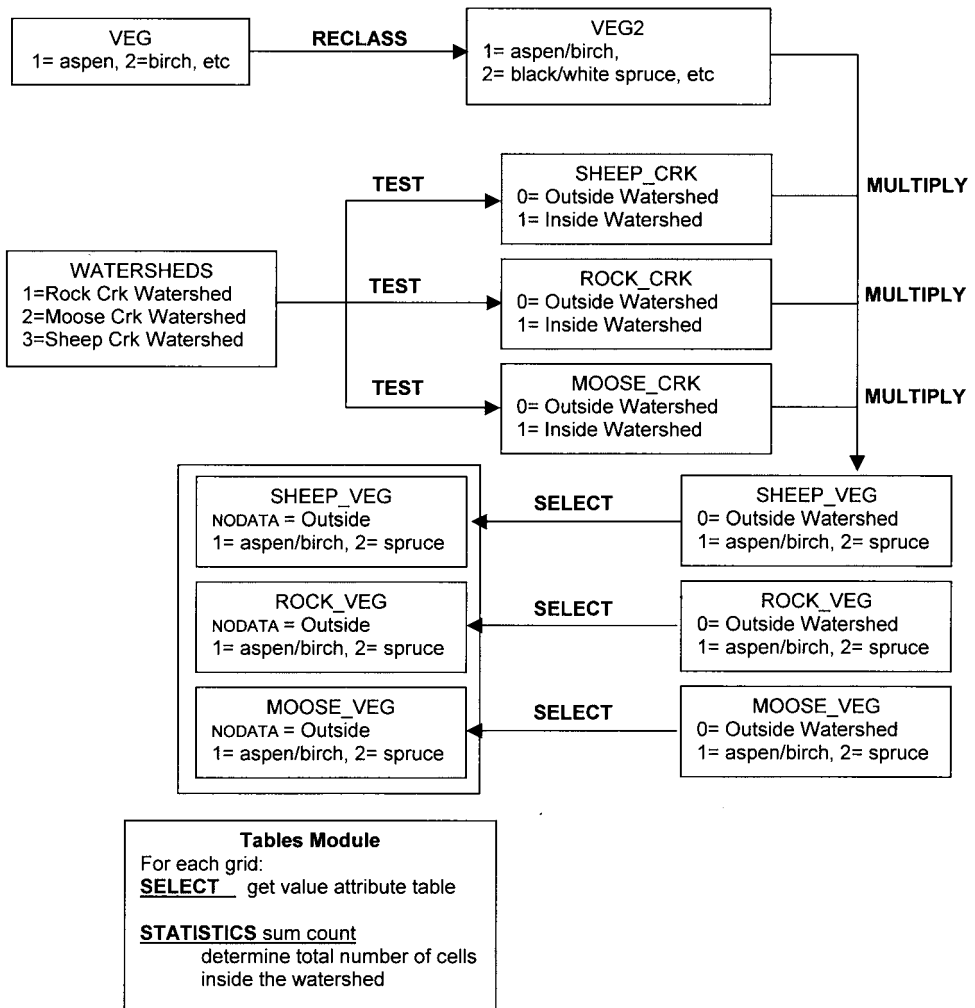 VEG
1= aspen, 2=birch, etc
RECLASS
VEG2
1= aspen/birch,
2= black/white spruce, etc
WATERSHEDS
1=Rock Crk Watershed
2=Moose Crk Watershed
3=Sheep Crk Watershed
TEST
SHEEP_CRK
0= Outside Watershed
1= Inside Watershed
MULTIPLY
TEST
ROCK_CRK
0= Outside Watershed
1= Inside Watershed
MULTIPLY
TEST
MOOSE_CRK
0= Outside Watershed
1= Inside Watershed
MULTIPLY
SHEEP_VEG
NODATA = Outside
1= aspen/birch, 2= spruce
SELECT
SHEEP_VEG
0= Outside Watershed
1= aspen/birch, 2= spruce
ROCK_VEG
NODATA = Outside
1= aspen/birch, 2= spruce
SELECT
ROCK_VEG
0= Outside Watershed
1= aspen/birch, 2= spruce
MOOSE_VEG
NODATA = Outside
1= aspen/birch, 2= spruce
SELECT
MOOSE_VEG
0= Outside Watershed
1= aspen/birch, 2= spruce
Tables Module
For each grid:
SELECT get value attribute table
STATISTICS sum count
determine total number of cells
inside the watershed